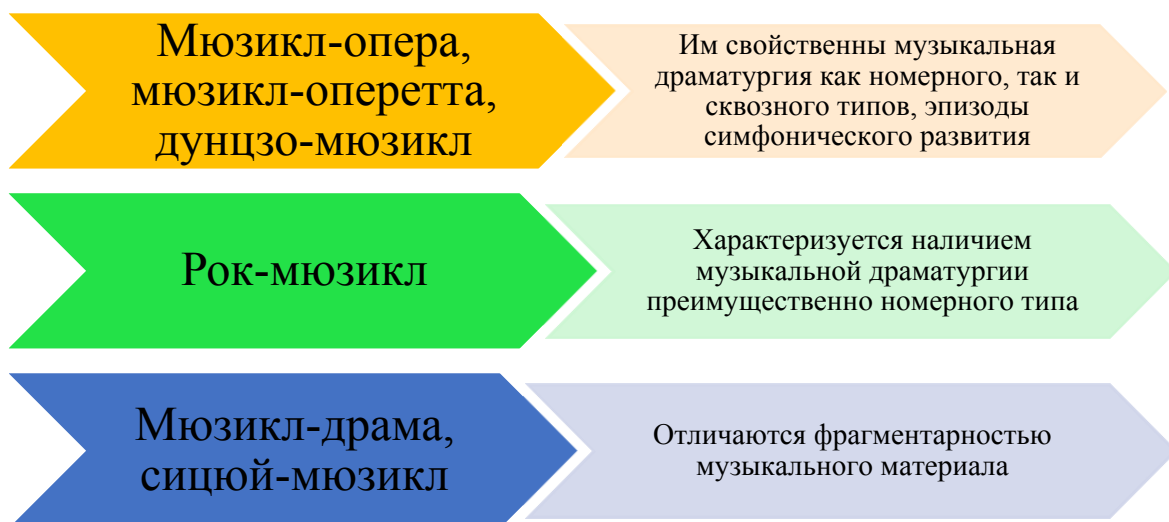 Мюзикл-опера,
мюзикл-оперетта,
дунцзо-мюзикл
Им свойственны музыкальная
драматургия как номерного, так и
сквозного типов, эпизоды
симфонического развития
Рок-мюзикл
Характеризуется наличием
музыкальной драматургии
преимущественно номерного типа
Мюзикл-драма,
сицюй-мюзикл
Отличаются фрагментарностью
музыкального материала